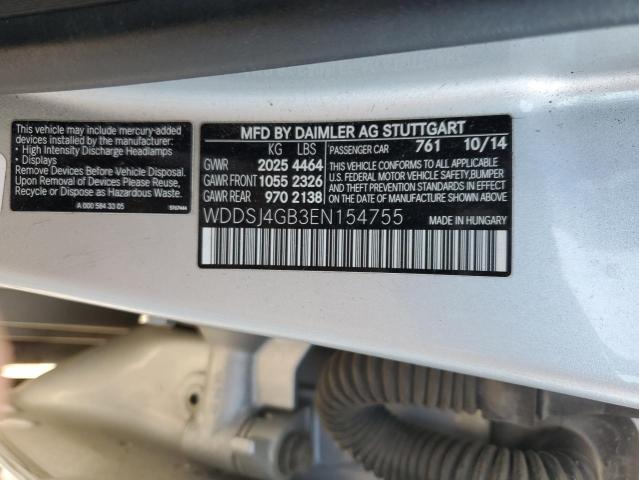 This vehicle may include mercury-added
devices installed by the manufacturer:
• High Intensity Discharge Headlamps
• Displays
Remove Devices Before Vehicle Disposal.
Upon Removal of Devices Please Reuse,
Recycle or Dispose as Hazardous Waste.
A 000 584 33 05
MFD BY DAIMLER AG STUTTGART
KG LBS PASSENGER CAR 761 10/14
GVWR 2025 4464
GAWR FRONT 1055 2326
GAWR REAR 970 2138
THIS VEHICLE CONFORMS TO ALL APPLICABLE
U.S. FEDERAL MOTOR VEHICLE SAFETY,BUMPER
AND THEFT PREVENTION STANDARDS IN EFFECT
ON THE DATE OF MANUFACTURE SHOWN ABOVE
WDDSJ4GB3EN154755
MADE IN HUNGARY